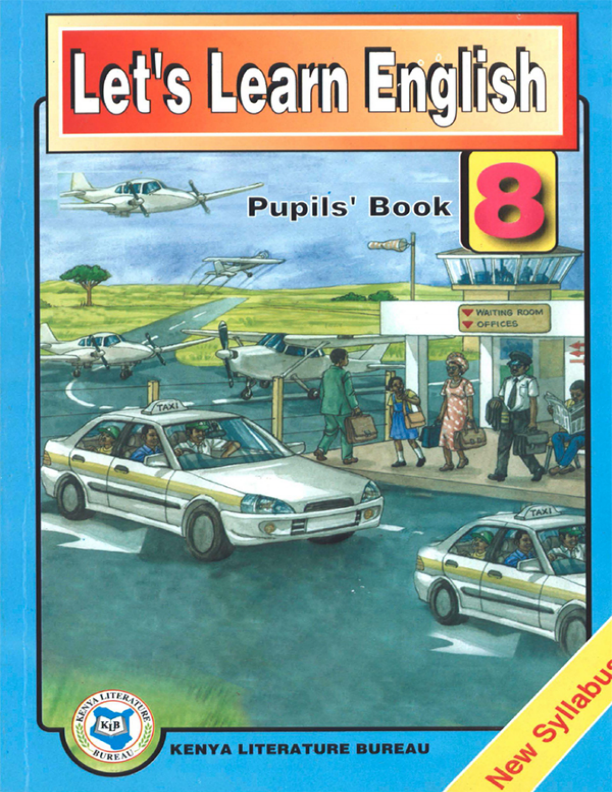 Let's Learn English
Pupils' Book 8
WAITING ROOM
OFFICES
TAXI
TAXI
KENYA LITERATURE
KLB
BUREAU
KENYA LITERATURE BUREAU
New Syllabus